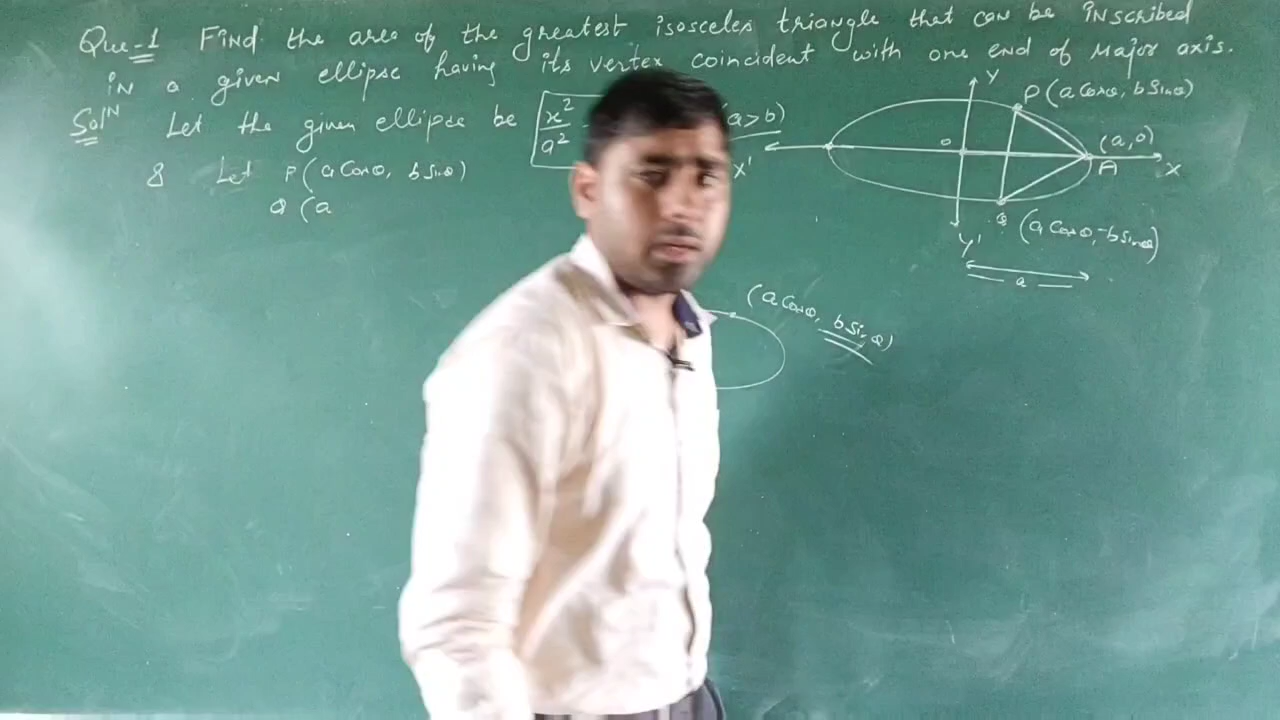 Que-1 Find the area of the greatest isosceles triangle that can be inscribed
in a given ellipse having its vertex coincident with one end of Major axis.
Solⁿ Let the given ellipse be x²/a² a > b)
& Let P(a Cosθ, b Sinθ)
Q (a
Y
P (a Cosθ, b Sinθ)
(a, 0)
O
A
X
X'
Q (a Cosθ, -b Sinθ)
Y'
a
(a Cosθ, b Sinθ)